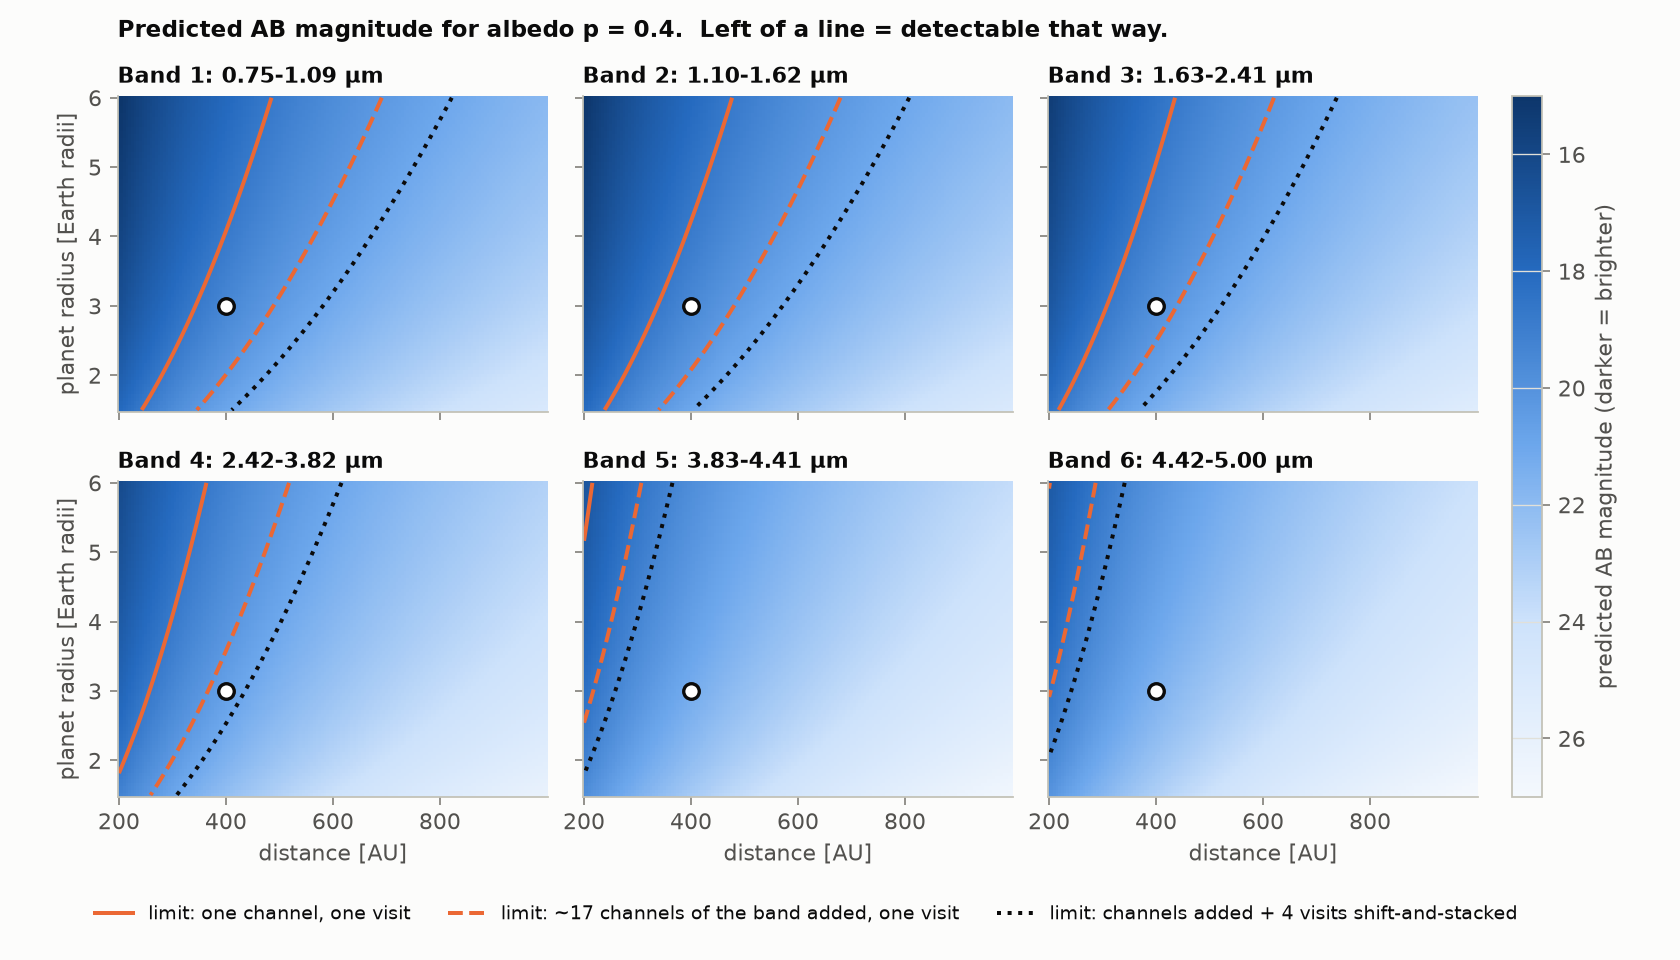 Predicted AB magnitude for albedo p = 0.4.  Left of a line = detectable that way.
Band 1: 0.75-1.09 μm
Band 2: 1.10-1.62 μm
Band 3: 1.63-2.41 μm
planet radius [Earth radii]
6
5
4
3
2
Band 4: 2.42-3.82 μm
Band 5: 3.83-4.41 μm
Band 6: 4.42-5.00 μm
planet radius [Earth radii]
6
5
4
3
2
200 400 600 800
200 400 600 800
200 400 600 800
distance [AU]
distance [AU]
distance [AU]
16
18
20
22
24
26
predicted AB magnitude (darker = brighter)
limit: one channel, one visit
limit: ~17 channels of the band added, one visit
limit: channels added + 4 visits shift-and-stacked